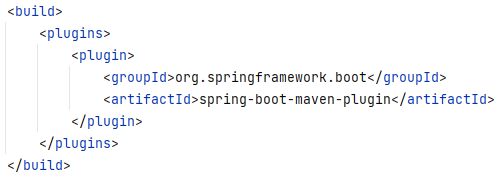 <build>
    <plugins>
        <plugin>
            <groupId>org.springframework.boot</groupId>
            <artifactId>spring-boot-maven-plugin</artifactId>
        </plugin>
    </plugins>
</build>